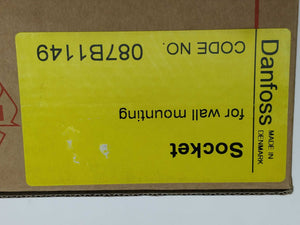 Danfoss
MADE IN
DENMARK
Socket
for wall mounting
CODE NO.
087B1149